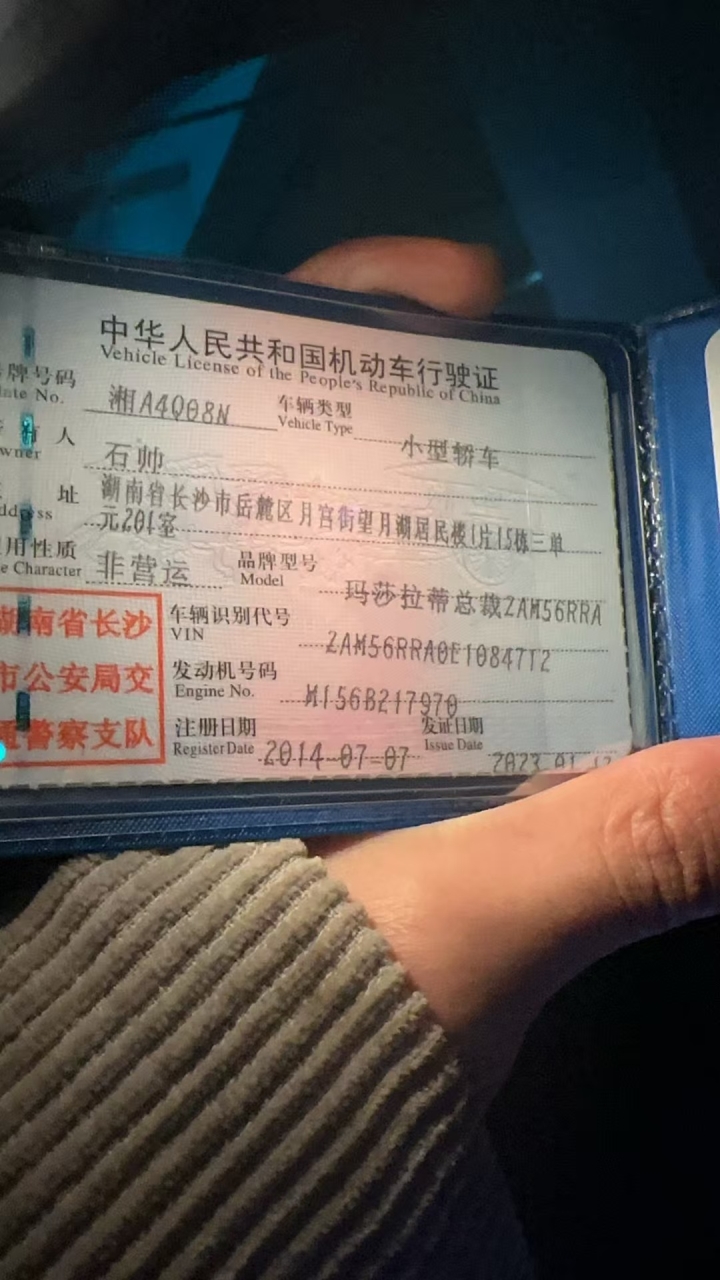 中华人民共和国机动车行驶证
Vehicle License of the People's Republic of China
牌号码 湘A4Q08N 车辆类型 小型轿车
Plate No. Vehicle Type
有人 石帅
Owner
址 湖南省长沙市岳麓区月宫街望月湖居民楼1片15栋三单
Address 元201室
用性质 非营运 品牌型号 玛莎拉蒂总裁ZAM56RRA
Character Model
湖南省长沙
市公安局交
通警察支队
车辆识别代号 ZAM56RRA0E1084712
VIN
发动机号码 M156B217970
Engine No.
注册日期 2014-07-07 发证日期 2023
Register Date Issue Date